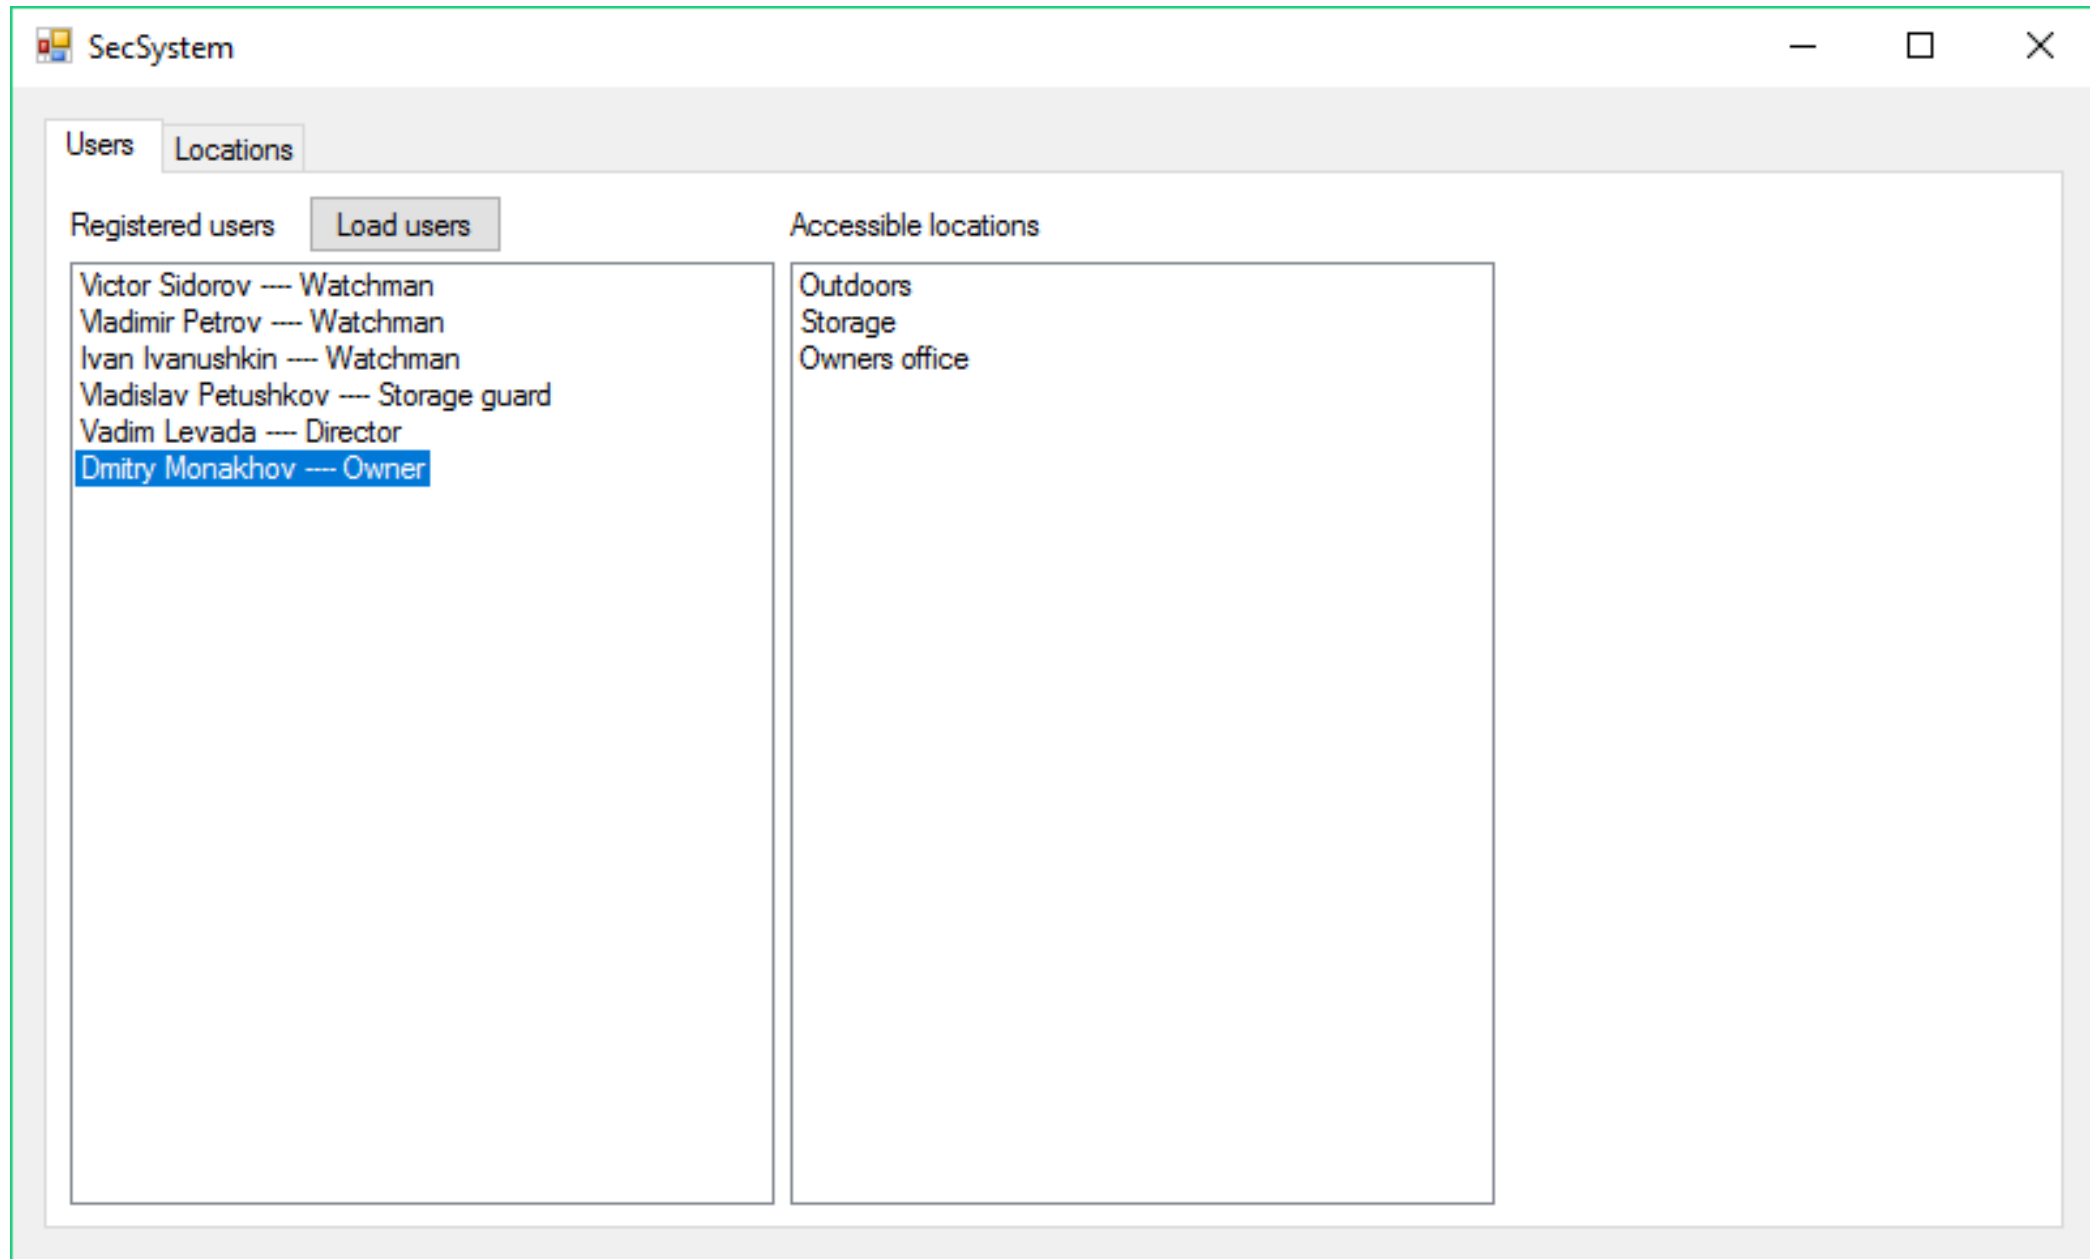 SecSystem
Users
Locations
Registered users
Load users
Accessible locations
Victor Sidorov ---- Watchman
Vladimir Petrov ---- Watchman
Ivan Ivanushkin ---- Watchman
Vladislav Petushkov ---- Storage guard
Vadim Levada ---- Director
Dmitry Monakhov ---- Owner
Outdoors
Storage
Owners office